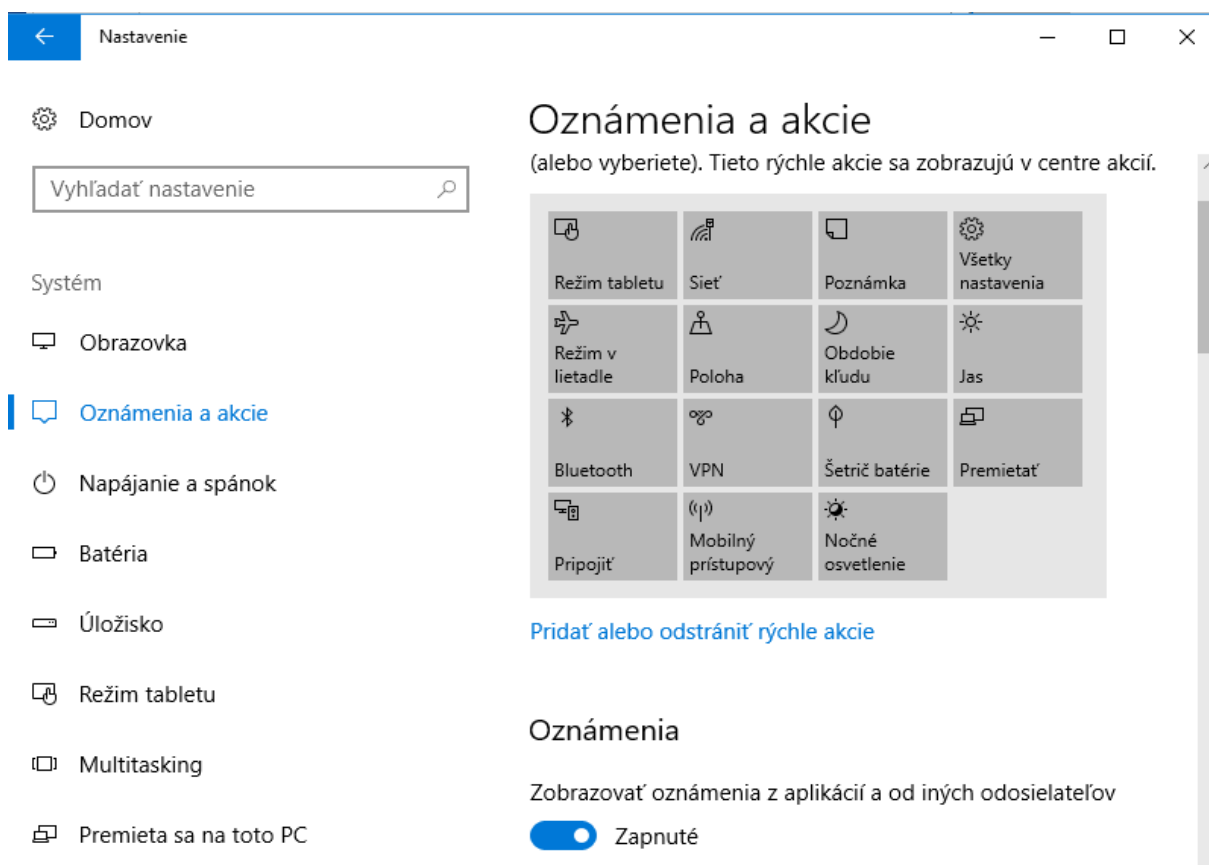 Nastavenie
Domov
Vyhľadať nastavenie
Systém
Obrazovka
Oznámenia a akcie
Napájanie a spánok
Batéria
Úložisko
Režim tabletu
Multitasking
Premieta sa na toto PC
Oznámenia a akcie
(alebo vyberiete). Tieto rýchle akcie sa zobrazujú v centre akcií.
Režim tabletu
Sieť
Poznámka
Všetky
nastavenia
Režim v
lietadle
Poloha
Obdobie
kľudu
Jas
Bluetooth
VPN
Šetrič batérie
Premietať
Pripojiť
Mobilný
prístupový
Nočné
osvetlenie
Pridať alebo odstrániť rýchle akcie
Oznámenia
Zobrazovať oznámenia z aplikácií a od iných odosielateľov
Zapnuté